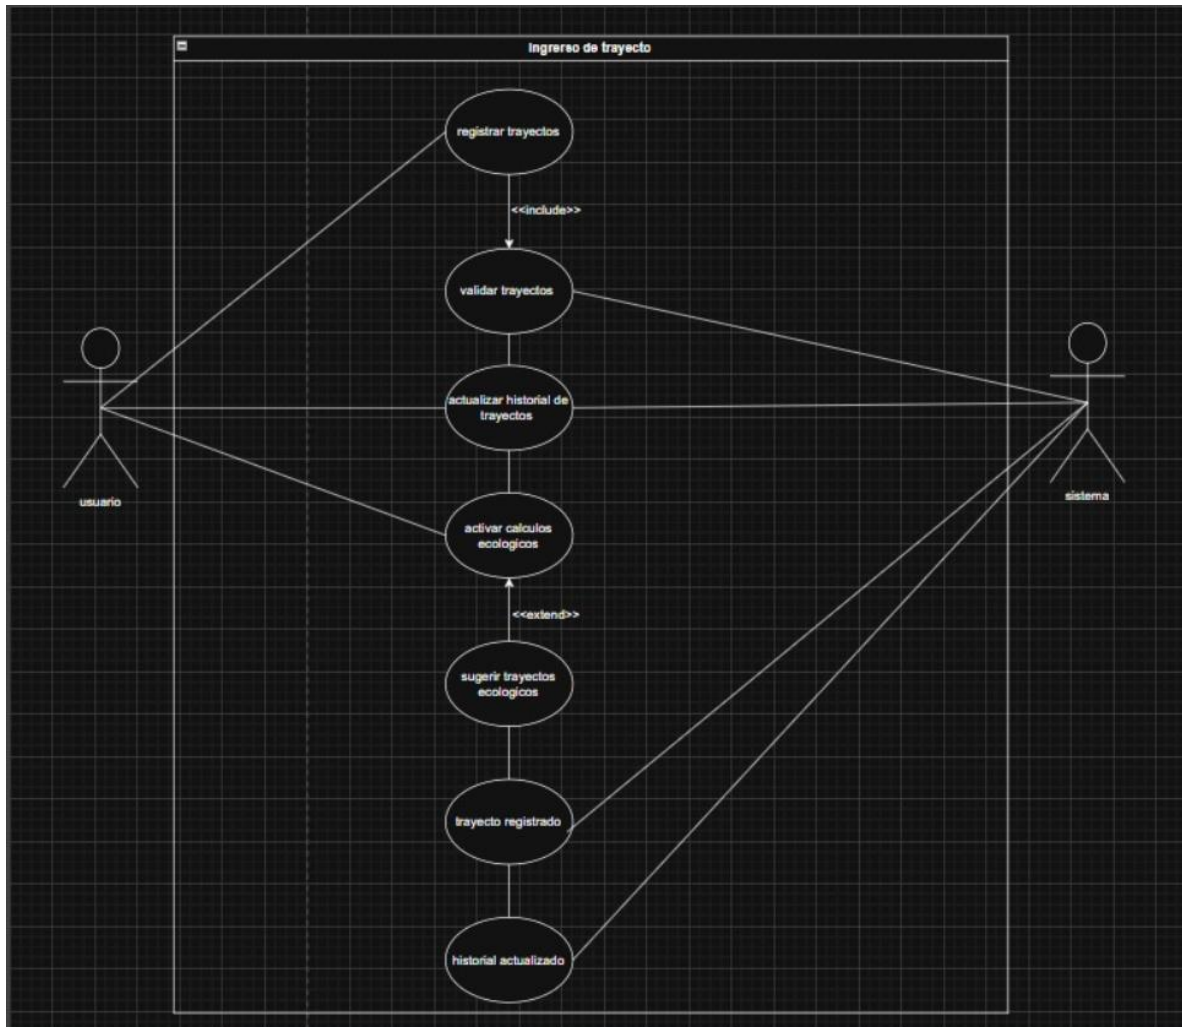 Ingrerso de trayecto
registrar trayectos
<<include>>
validar trayectos
actualizar historial de
trayectos
usuario
sistema
activar calculos
ecologicos
<<extend>>
sugerir trayectos
ecologicos
trayecto registrado
historial actualizado